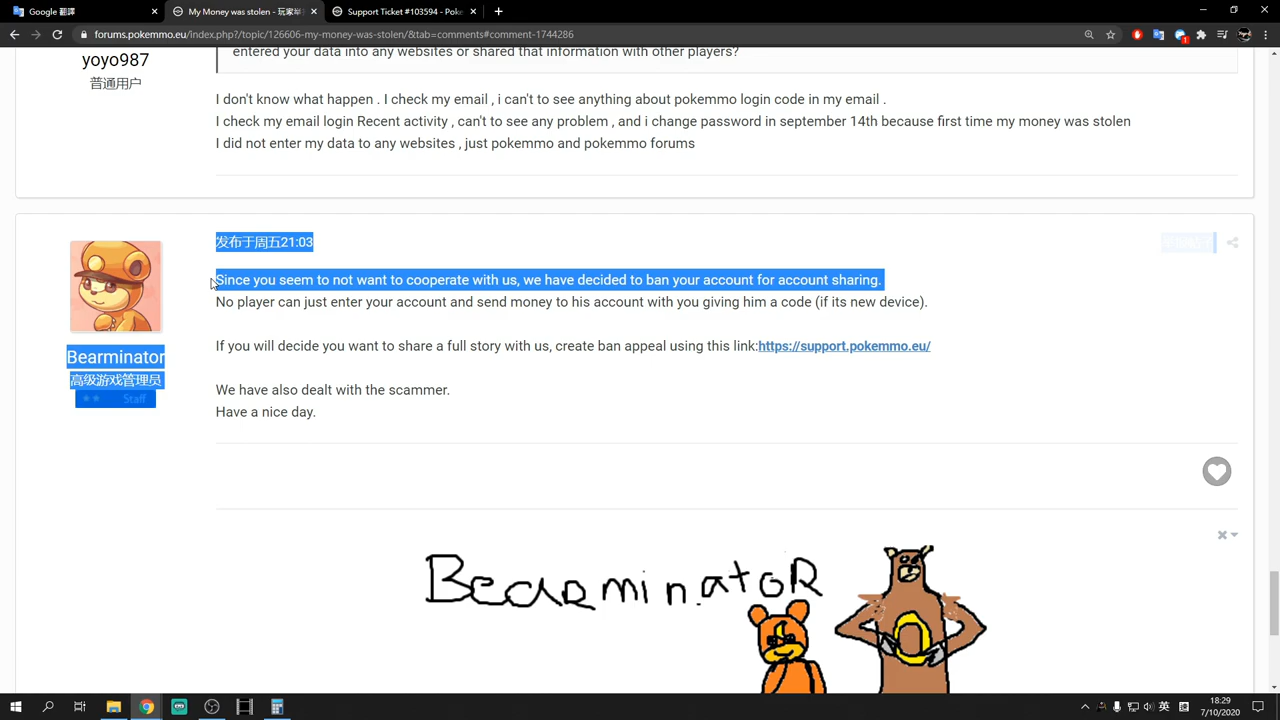 Google 翻譯
My Money was stolen - 玩家举
Support Ticket #103594 - Pok
forums.pokemmo.eu/index.php?/topic/126606-my-money-was-stolen/&tab=comments#comment-1744286
yoyo987
普通用户
entered your data into any websites or shared that information with other players?
I don't know what happen . I check my email , i can't to see anything about pokemmo login code in my email .
I check my email login Recent activity , can't to see any problem , and i change password in september 14th because first time my money was stolen
I did not enter my data to any websites , just pokemmo and pokemmo forums
发布于周五21:03
Since you seem to not want to cooperate with us, we have decided to ban your account for account sharing.
No player can just enter your account and send money to his account with you giving him a code (if its new device).
If you will decide you want to share a full story with us, create ban appeal using this link:https://support.pokemmo.eu/
We have also dealt with the scammer.
Have a nice day.
Bearminator
高级游戏管理员
Staff
BearminatoR
英
18:29
7/10/2020